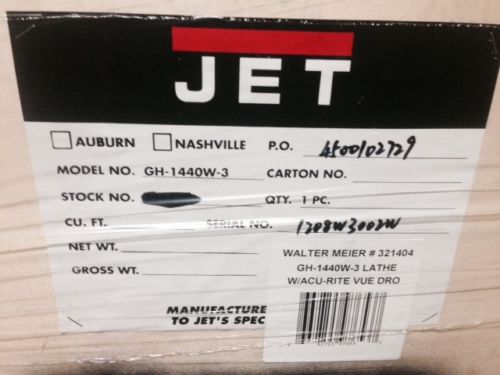 JET
AUBURN NASHVILLE P.O. 4500102729
MODEL NO. GH-1440W-3 CARTON NO.
STOCK NO. QTY. 1 PC.
CU. FT. SERIAL NO. 1208W3002W
NET WT.
GROSS WT.
WALTER MEIER # 321404
GH-1440W-3 LATHE
W/ACU-RITE VUE DRO
MANUFACTURE
TO JET'S SPEC